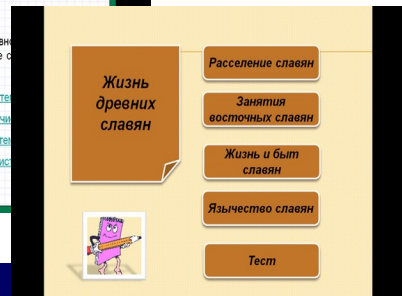 Жизнь
древних
славян
Расселение славян
Занятия
восточных славян
Жизнь и быт
славян
Язычество славян
Тест